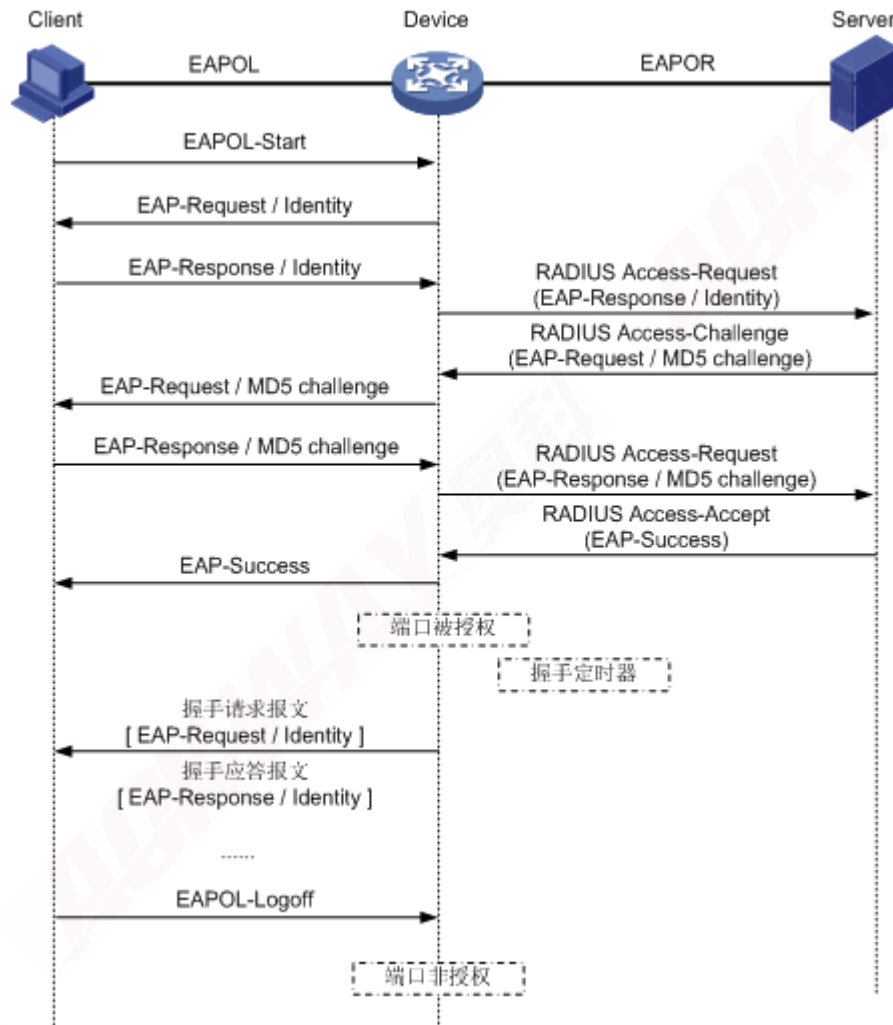 Client
Device
Server
EAPOL
EAPOR
EAPOL-Start
EAP-Request / Identity
EAP-Response / Identity
RADIUS Access-Request
(EAP-Response / Identity)
RADIUS Access-Challenge
(EAP-Request / MD5 challenge)
EAP-Request / MD5 challenge
EAP-Response / MD5 challenge
RADIUS Access-Request
(EAP-Response / MD5 challenge)
RADIUS Access-Accept
(EAP-Success)
EAP-Success
端口被授权
握手定时器
握手请求报文
[ EAP-Request / Identity ]
握手应答报文
[ EAP-Response / Identity ]
......
EAPOL-Logoff
端口非授权